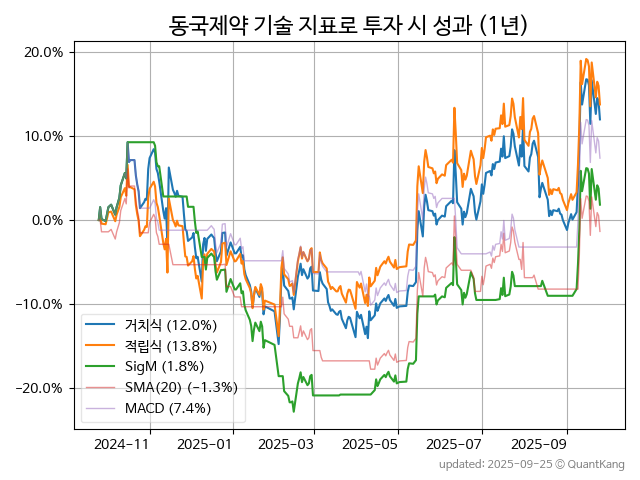 동국제약 기술 지표로 투자 시 성과 (1년)
20.0%
10.0%
0.0%
−10.0%
−20.0%
거치식 (12.0%)
적립식 (13.8%)
SigM (1.8%)
SMA(20) (−1.3%)
MACD (7.4%)
2024-11
2025-01
2025-03
2025-05
2025-07
2025-09
updated: 2025-09-25 © QuantKang